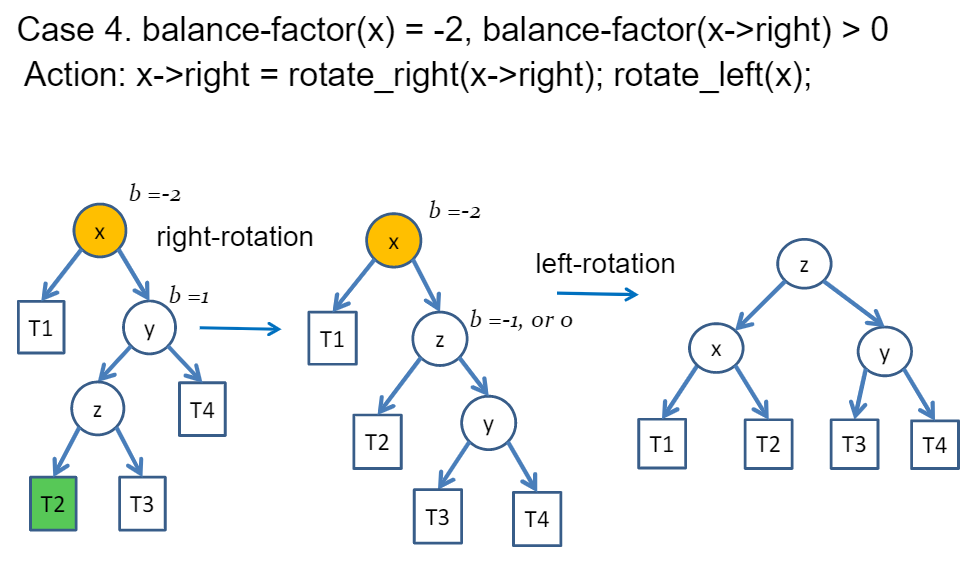 Case 4. balance-factor(x) = -2, balance-factor(x->right) > 0
Action: x->right = rotate_right(x->right); rotate_left(x);
b =-2
x
right-rotation
T1
b =1
y
z
T4
T2
T3
b =-2
x
left-rotation
T1
b =-1, or 0
z
T2
y
T3
T4
z
x
y
T1
T2
T3
T4